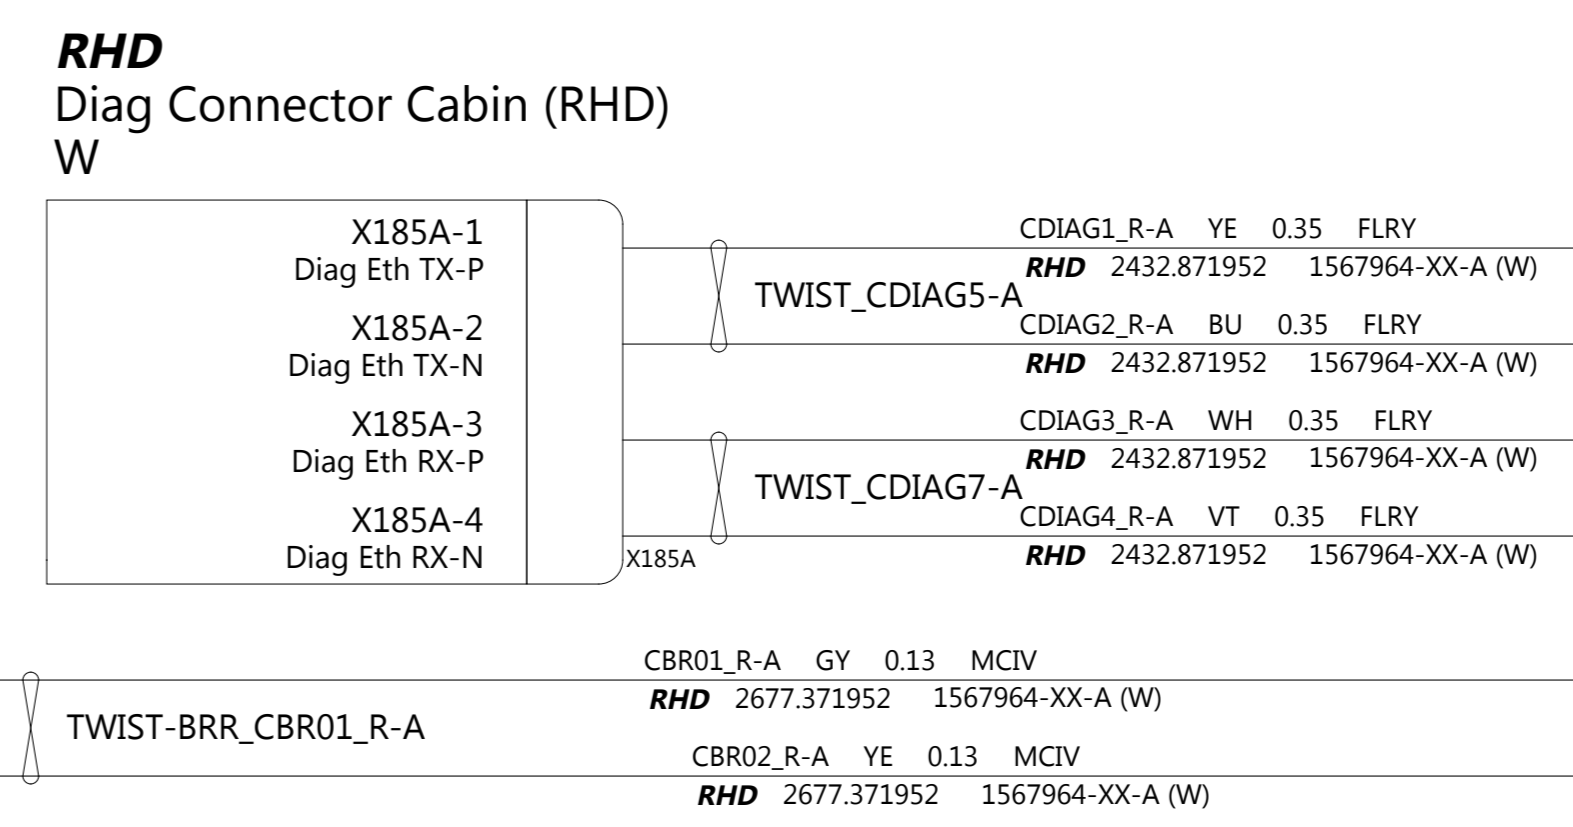 RHD
Diag Connector Cabin (RHD)
W
X185A-1
Diag Eth TX-P
X185A-2
Diag Eth TX-N
X185A-3
Diag Eth RX-P
X185A-4
Diag Eth RX-N
X185A
TWIST_CDIAG5-A
TWIST_CDIAG7-A
CDIAG1_R-A YE 0.35 FLRY
RHD 2432.871952 1567964-XX-A (W)
CDIAG2_R-A BU 0.35 FLRY
RHD 2432.871952 1567964-XX-A (W)
CDIAG3_R-A WH 0.35 FLRY
RHD 2432.871952 1567964-XX-A (W)
CDIAG4_R-A VT 0.35 FLRY
RHD 2432.871952 1567964-XX-A (W)
CBR01_R-A GY 0.13 MCIV
RHD 2677.371952 1567964-XX-A (W)
TWIST-BRR_CBR01_R-A
CBR02_R-A YE 0.13 MCIV
RHD 2677.371952 1567964-XX-A (W)